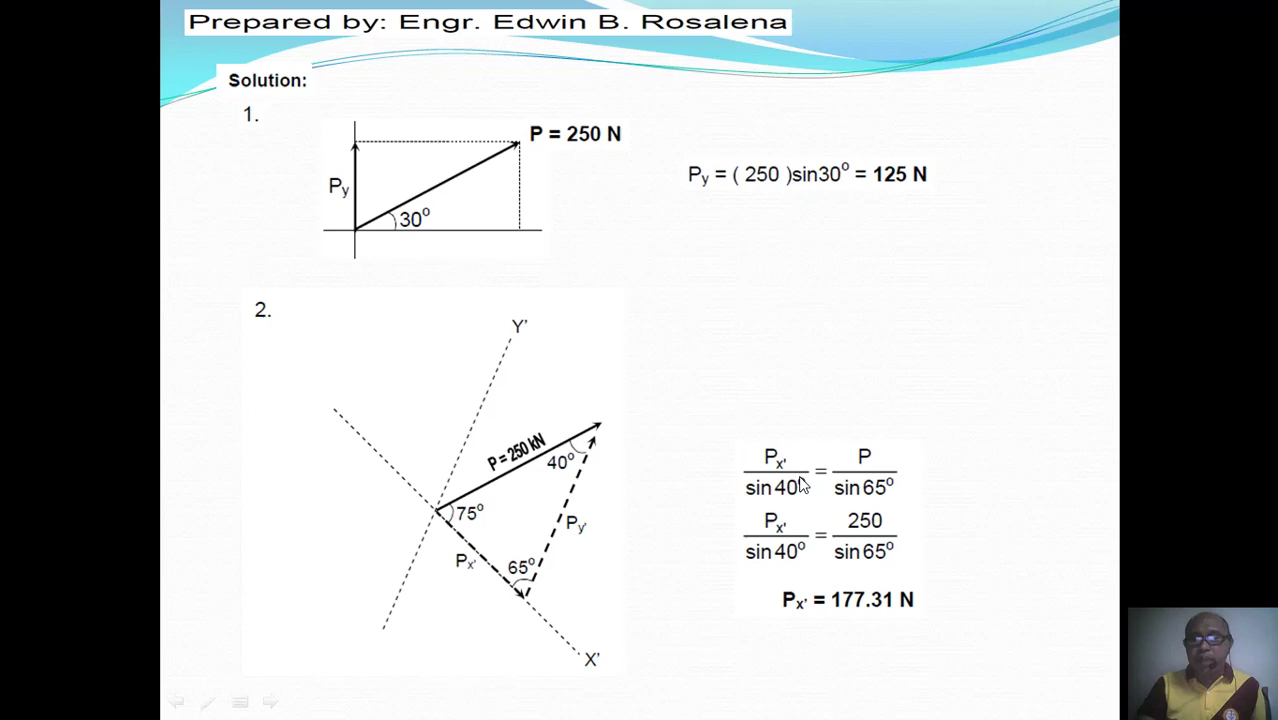 Prepared by: Engr. Edwin B. Rosalena
Solution:
1.
P = 250 N
Py
30°
Py = ( 250 )sin30° = 125 N
2.
Y'
P = 250 kN
40°
75°
Py'
Px'
65°
X'
Px' / sin 40° = P / sin 65°
Px' / sin 40° = 250 / sin 65°
Px' = 177.31 N